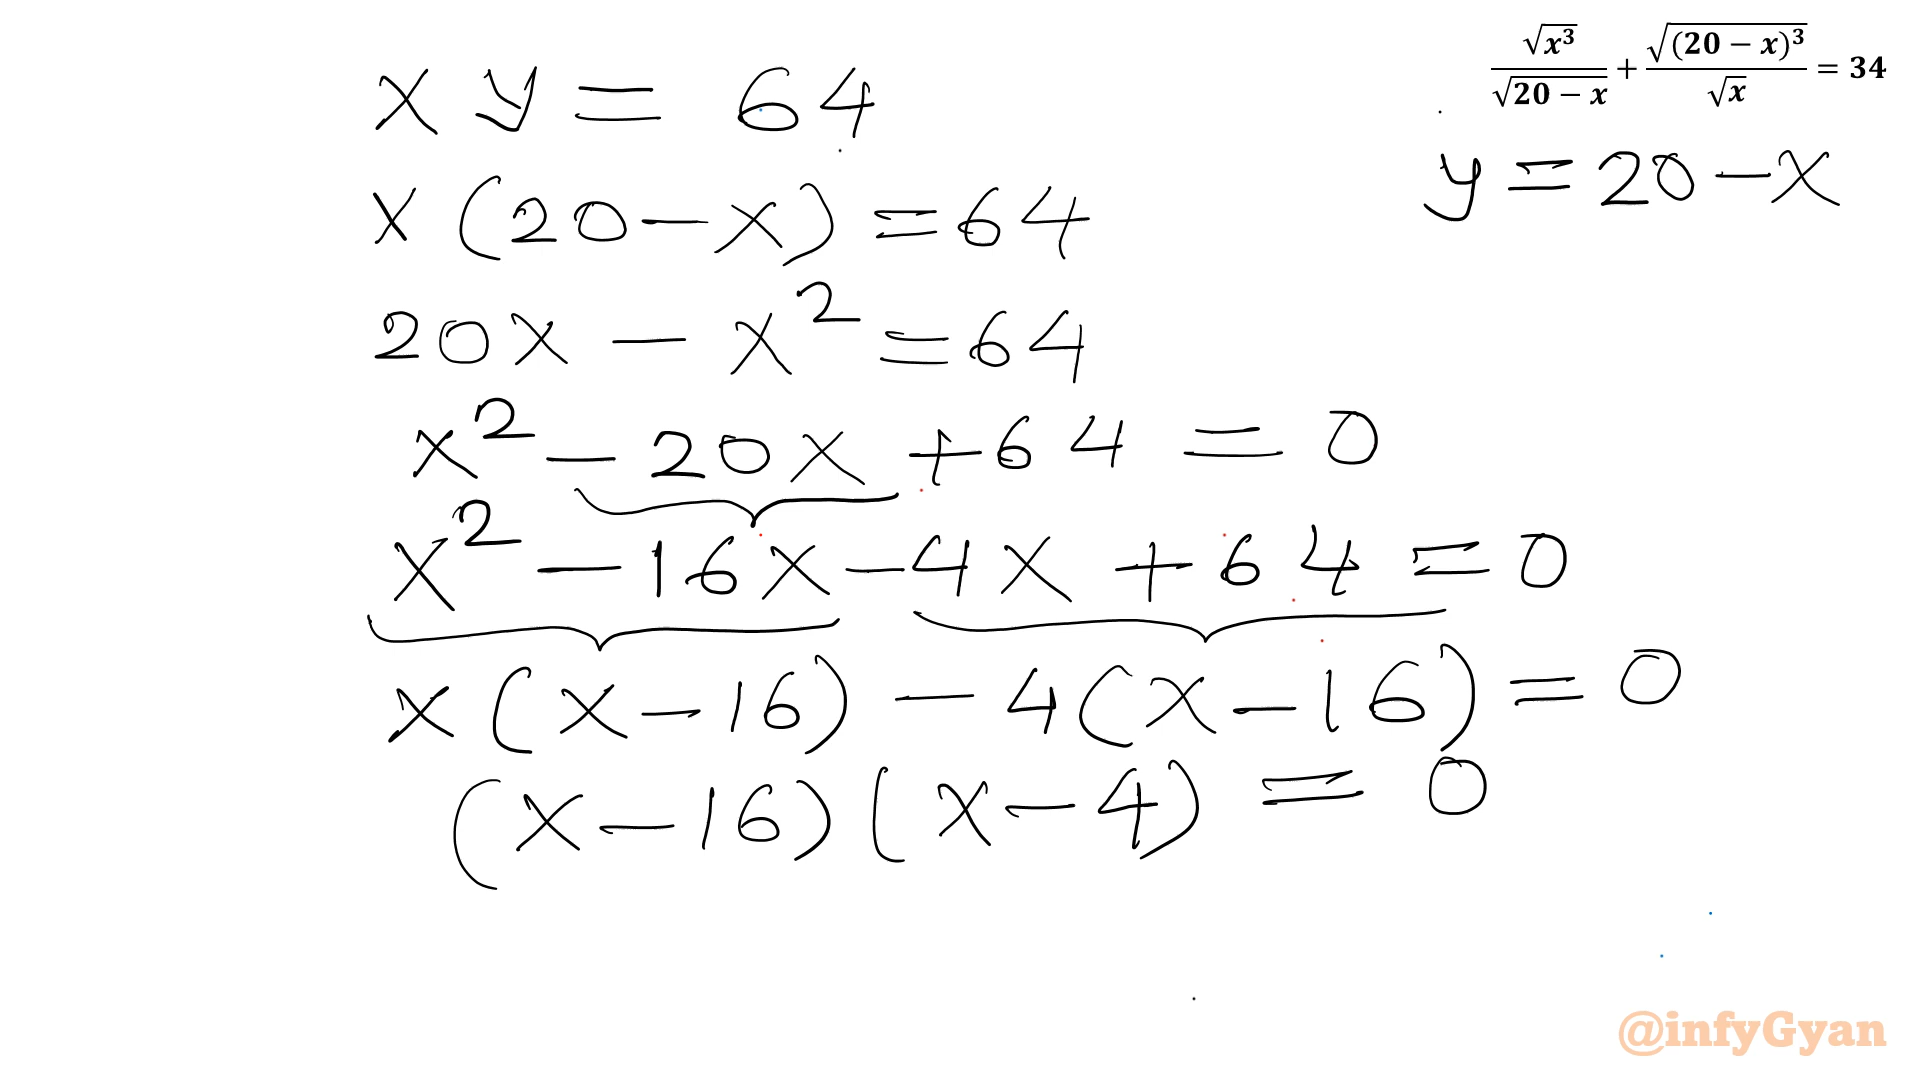 √x³/√20 − x + √(20 − x)³/√x = 34
y = 20 − x
x y = 64
x (20 − x) = 64
20x − x² = 64
x² − 20x + 64 = 0
x² − 16x − 4x + 64 = 0
x (x − 16) − 4 (x − 16) = 0
(x − 16) (x − 4) = 0
@infyGyan